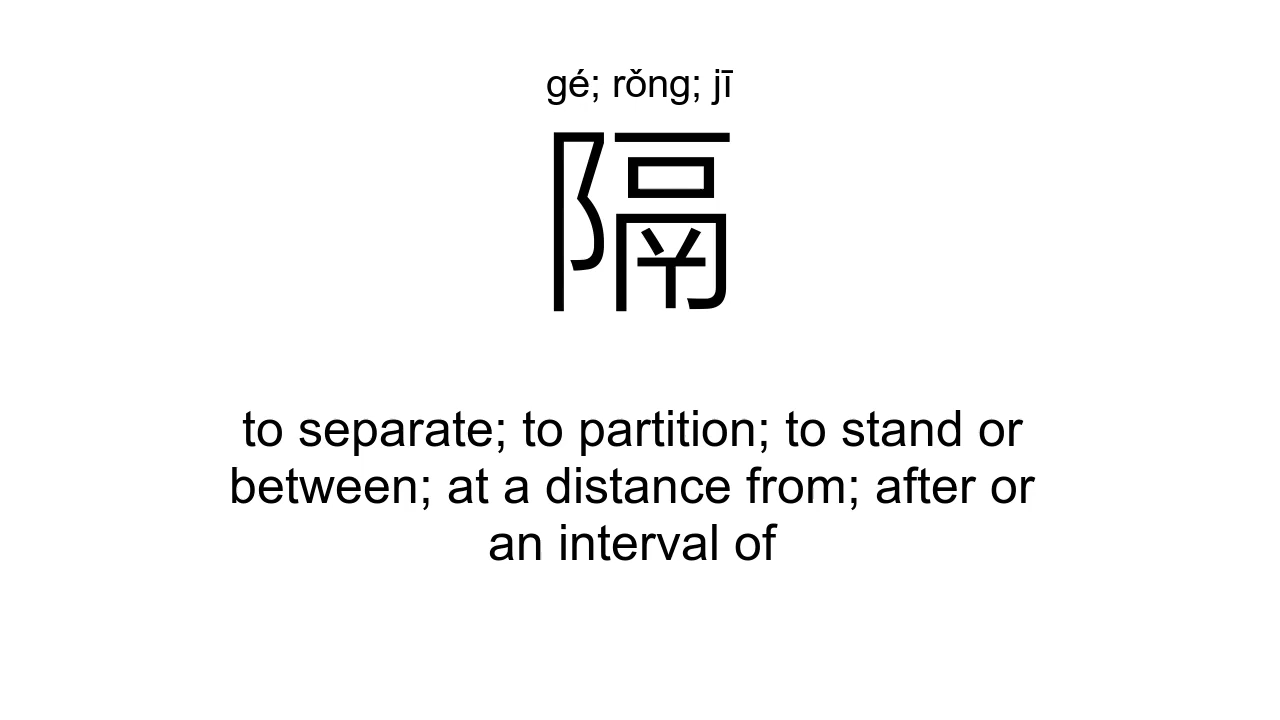 gé; rǒng; jī
隔
to separate; to partition; to stand or
between; at a distance from; after or
an interval of